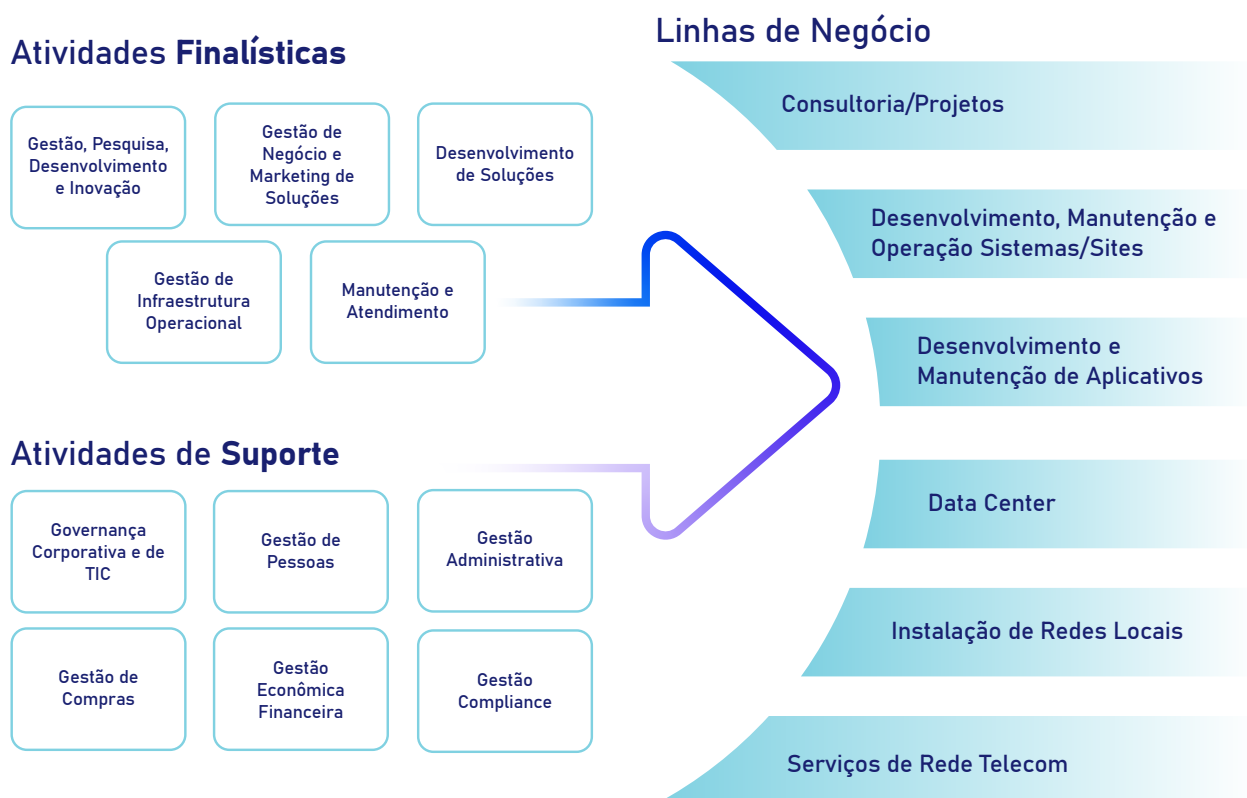 Atividades Finalísticas
Gestão, Pesquisa,
Desenvolvimento
e Inovação
Gestão de
Negócio e
Marketing de
Soluções
Desenvolvimento
de Soluções
Gestão de
Infraestrutura
Operacional
Manutenção e
Atendimento
Atividades de Suporte
Governança
Corporativa e de
TIC
Gestão de
Pessoas
Gestão
Administrativa
Gestão de
Compras
Gestão
Econômica
Financeira
Gestão
Compliance
Linhas de Negócio
Consultoria/Projetos
Desenvolvimento, Manutenção e
Operação Sistemas/Sites
Desenvolvimento e
Manutenção de Aplicativos
Data Center
Instalação de Redes Locais
Serviços de Rede Telecom